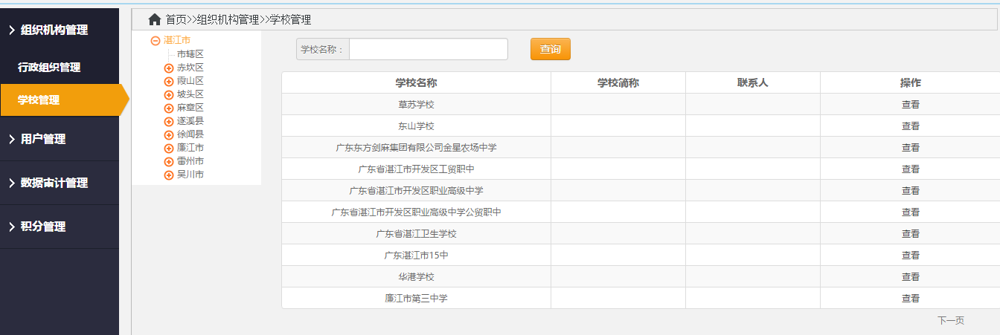 组织机构管理
行政组织管理
学校管理
用户管理
数据审计管理
积分管理
首页>>组织机构管理>>学校管理
湛江市
市辖区
赤坎区
霞山区
坡头区
麻章区
遂溪县
徐闻县
廉江市
雷州市
吴川市
学校名称： 查询
学校名称 学校简称 联系人 操作
草苏学校 查看
东山学校 查看
广东东方剑麻集团有限公司金星农场中学 查看
广东省湛江市开发区工贸职中 查看
广东省湛江市开发区职业高级中学 查看
广东省湛江市开发区职业高级中学公贸职中 查看
广东省湛江卫生学校 查看
广东湛江市15中 查看
华港学校 查看
廉江市第三中学 查看
下一页